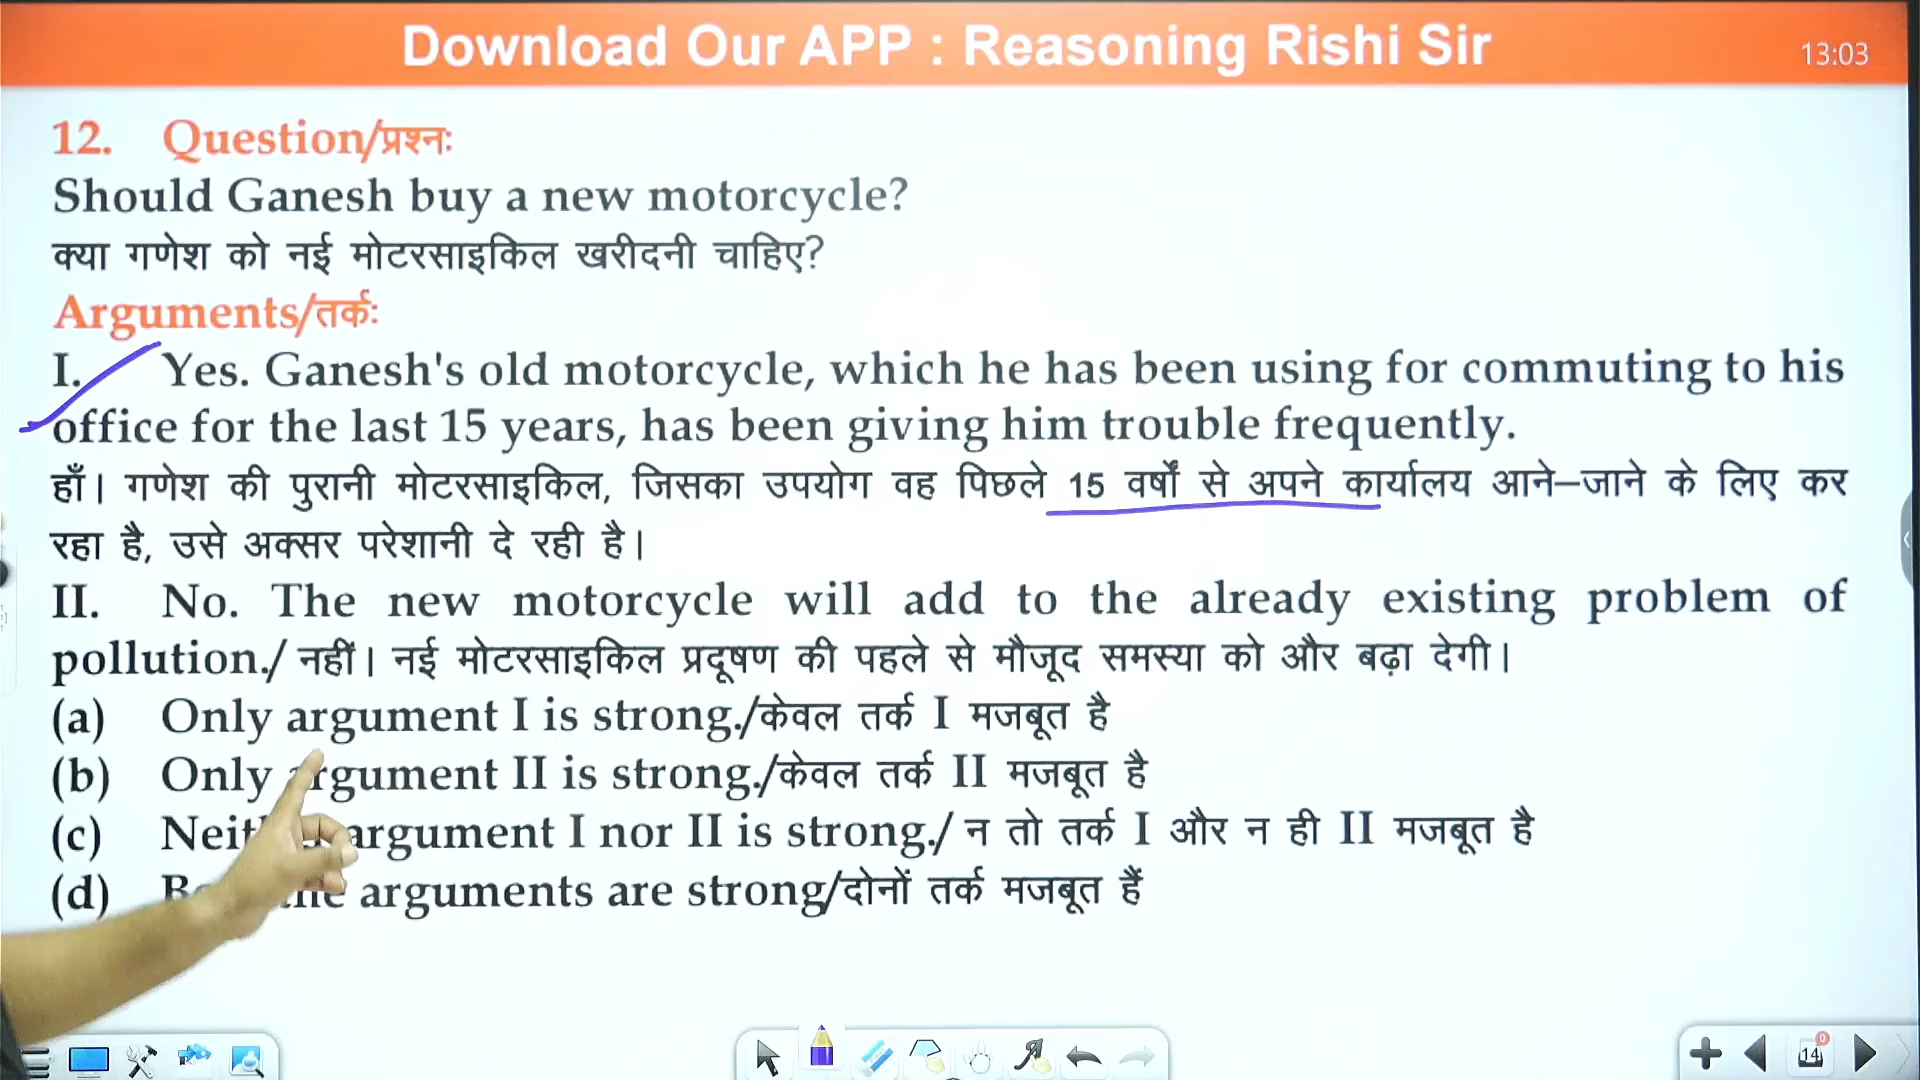 Download Our APP : Reasoning Rishi Sir
13:03
12. Question/प्रश्नः
Should Ganesh buy a new motorcycle?
क्या गणेश को नई मोटरसाइकिल खरीदनी चाहिए?
Arguments/तर्कः
I. Yes. Ganesh's old motorcycle, which he has been using for commuting to his
office for the last 15 years, has been giving him trouble frequently.
हाँ। गणेश की पुरानी मोटरसाइकिल, जिसका उपयोग वह पिछले 15 वर्षों से अपने कार्यालय आने–जाने के लिए कर
रहा है, उसे अक्सर परेशानी दे रही है।
II. No. The new motorcycle will add to the already existing problem of
pollution./ नहीं। नई मोटरसाइकिल प्रदूषण की पहले से मौजूद समस्या को और बढ़ा देगी।
(a) Only argument I is strong./केवल तर्क I मजबूत है
(b) Only argument II is strong./केवल तर्क II मजबूत है
(c) argument I nor II is strong./ न तो तर्क I और न ही II मजबूत है
(d) arguments are strong/दोनों तर्क मजबूत हैं
14
0